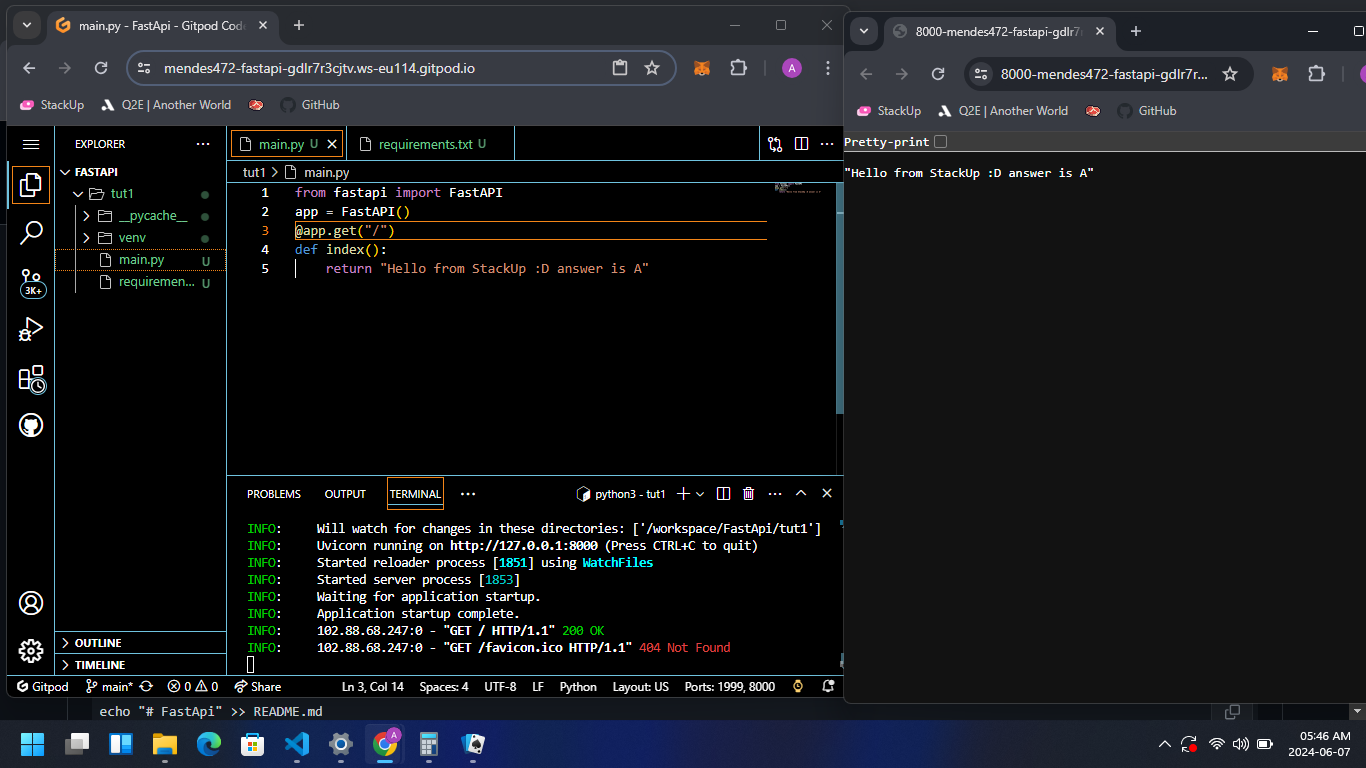 main.py - FastApi - Gitpod Cod
mendes472-fastapi-gdlr7r3cjtv.ws-eu114.gitpod.io
StackUp
Q2E | Another World
GitHub
EXPLORER
FASTAPI
tut1
__pycache__
venv
main.py U
requiremen... U
3K+
OUTLINE
TIMELINE
main.py U
requirements.txt U
tut1 > main.py
1 from fastapi import FastAPI
2 app = FastAPI()
3 @app.get("/")
4 def index():
5     return "Hello from StackUp :D answer is A"
PROBLEMS OUTPUT TERMINAL
python3 - tut1
INFO: Will watch for changes in these directories: ['/workspace/FastApi/tut1']
INFO: Uvicorn running on http://127.0.0.1:8000 (Press CTRL+C to quit)
INFO: Started reloader process [1851] using WatchFiles
INFO: Started server process [1853]
INFO: Waiting for application startup.
INFO: Application startup complete.
INFO: 102.88.68.247:0 - "GET / HTTP/1.1" 200 OK
INFO: 102.88.68.247:0 - "GET /favicon.ico HTTP/1.1" 404 Not Found
Gitpod main* 0 0 Share Ln 3, Col 14 Spaces: 4 UTF-8 LF Python Layout: US Ports: 1999, 8000
echo "# FastApi" >> README.md
8000-mendes472-fastapi-gdlr7r
8000-mendes472-fastapi-gdlr7r...
StackUp
Q2E | Another World
GitHub
Pretty-print
"Hello from StackUp :D answer is A"
A
A
05:46 AM
2024-06-07